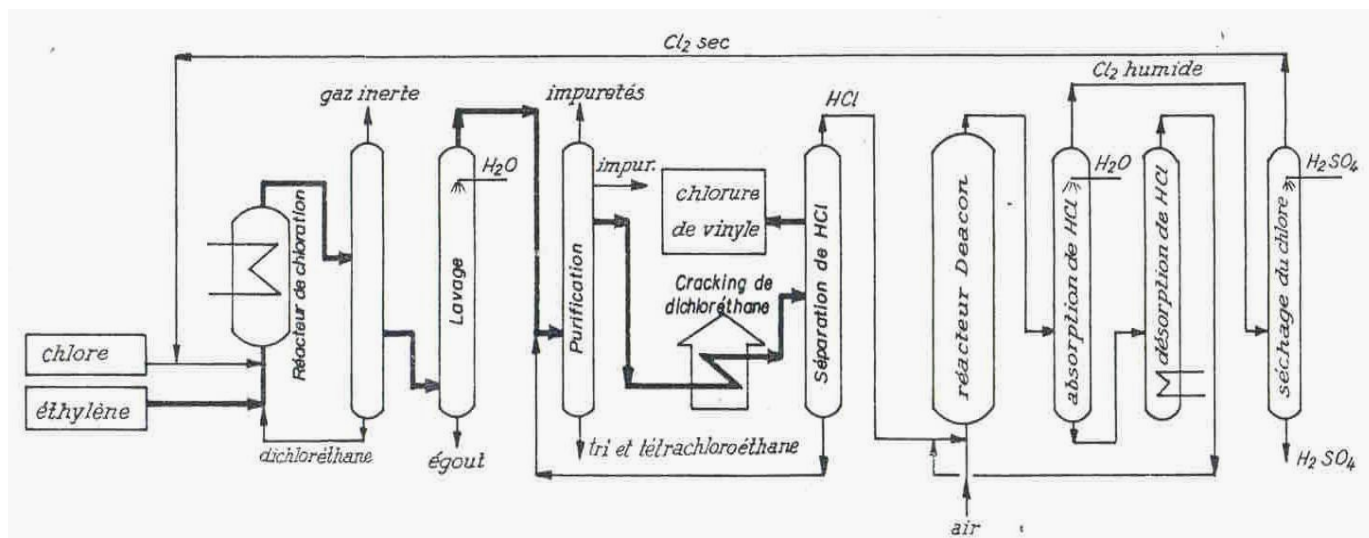 Cl2 sec
Cl2 humide
gaz inerte
impuretés
HCl
H2O
impur.
H2O
H2SO4
chlorure
de vinyle
Réacteur de chloration
Lavage
Purification
Cracking de
dichloréthane
Séparation de HCl
réacteur Deacon
absorption de HCl
désorption de HCl
séchage du chlore
chlore
éthylène
dichloréthane
égout
tri et tétrachloroéthane
H2SO4
air